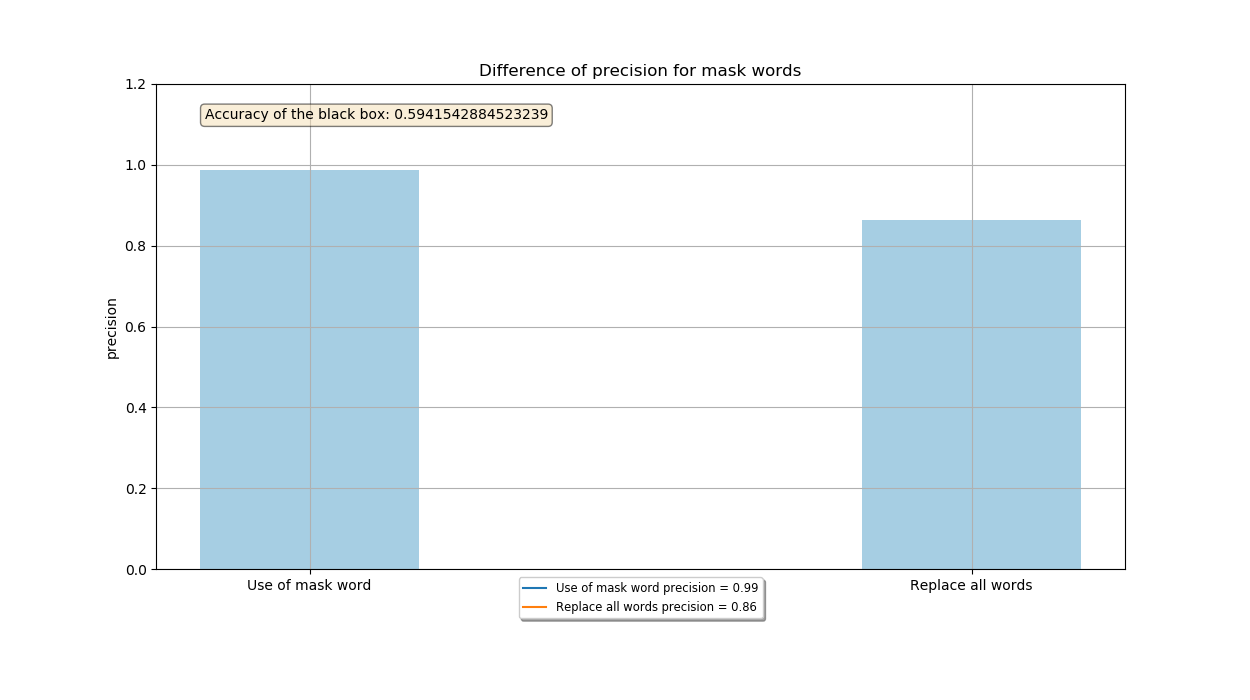 Difference of precision for mask words
Accuracy of the black box: 0.5941542884523239
1.2
1.0
0.8
0.6
0.4
0.2
0.0
precision
Use of mask word
Replace all words
Use of mask word precision = 0.99
Replace all words precision = 0.86